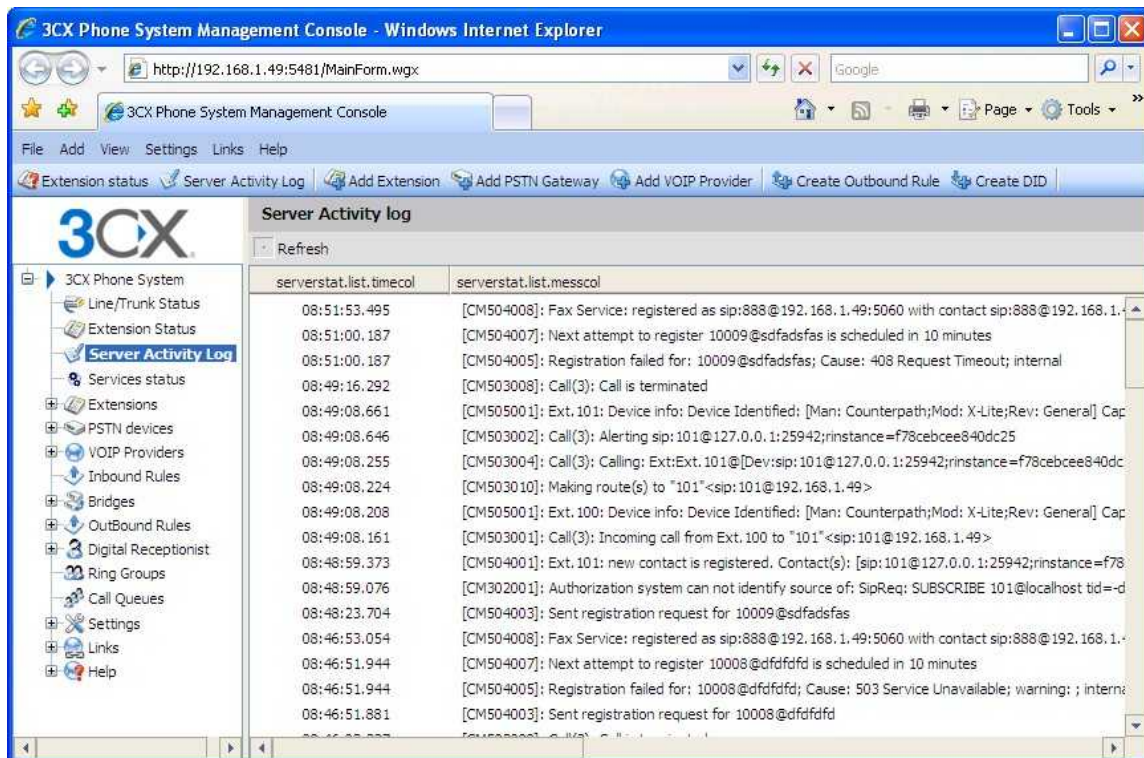 3CX Phone System Management Console - Windows Internet Explorer
http://192.168.1.49:5481/MainForm.wgx
Google
3CX Phone System Management Console
Page
Tools
File Add View Settings Links Help
Extension status Server Activity Log Add Extension Add PSTN Gateway Add VOIP Provider Create Outbound Rule Create DID
3CX
3CX Phone System
Line/Trunk Status
Extension Status
Server Activity Log
Services status
Extensions
PSTN devices
VOIP Providers
Inbound Rules
Bridges
OutBound Rules
Digital Receptionist
Ring Groups
Call Queues
Settings
Links
Help
Server Activity log
Refresh
serverstat.list.timecol serverstat.list.messcol
08:51:53.495 [CM504008]: Fax Service: registered as sip:888@192.168.1.49:5060 with contact sip:888@192.168.1.
08:51:00.187 [CM504007]: Next attempt to register 10009@sdfadsfas is scheduled in 10 minutes
08:51:00.187 [CM504005]: Registration failed for: 10009@sdfadsfas; Cause: 408 Request Timeout; internal
08:49:16.292 [CM503008]: Call(3): Call is terminated
08:49:08.661 [CM505001]: Ext.101: Device info: Device Identified: [Man: Counterpath;Mod: X-Lite;Rev: General] Cap
08:49:08.646 [CM503002]: Call(3): Alerting sip:101@127.0.0.1:25942;rinstance=f78cebcee840dc25
08:49:08.255 [CM503004]: Call(3): Calling: Ext:Ext.101@[Dev:sip:101@127.0.0.1:25942;rinstance=f78cebcee840dc
08:49:08.224 [CM503010]: Making route(s) to "101"<sip:101@192.168.1.49>
08:49:08.208 [CM505001]: Ext.100: Device info: Device Identified: [Man: Counterpath;Mod: X-Lite;Rev: General] Cap
08:49:08.161 [CM503001]: Call(3): Incoming call from Ext.100 to "101"<sip:101@192.168.1.49>
08:48:59.373 [CM504001]: Ext.101: new contact is registered. Contact(s): [sip:101@127.0.0.1:25942;rinstance=f78
08:48:59.076 [CM302001]: Authorization system can not identify source of: SipReq: SUBSCRIBE 101@localhost tid=-d
08:48:23.704 [CM504003]: Sent registration request for 10009@sdfadsfas
08:46:53.054 [CM504008]: Fax Service: registered as sip:888@192.168.1.49:5060 with contact sip:888@192.168.1.
08:46:51.944 [CM504007]: Next attempt to register 10008@dfdfdfd is scheduled in 10 minutes
08:46:51.944 [CM504005]: Registration failed for: 10008@dfdfdfd; Cause: 503 Service Unavailable; warning: ; interna
08:46:51.881 [CM504003]: Sent registration request for 10008@dfdfdfd